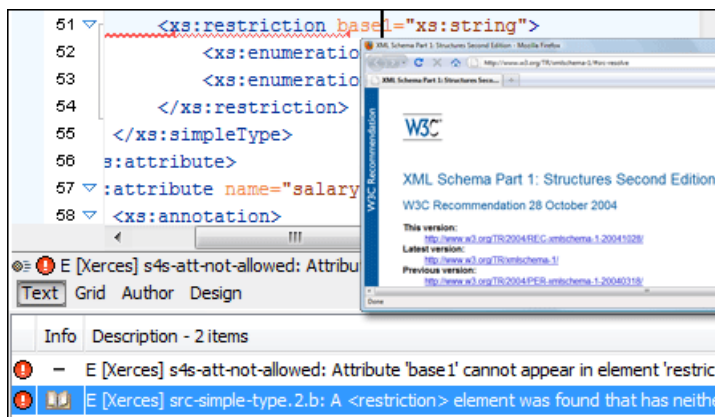 51 <xs:restriction base1="xs:string">
52 <xs:enumeratio
53 <xs:enumeratio
54 </xs:restriction>
55 </xs:simpleType>
56 s:attribute>
57 :attribute name="salary
58 <xs:annotation>
XML Schema Part 1: Structures Second Edition - Mozilla Firefox
http://www.w3.org/TR/xmlschema-1/#src-resolve
XML Schema Part 1: Structures Seco...
W3C Recommendation
W3C
XML Schema Part 1: Structures Second Edition
W3C Recommendation 28 October 2004
This version:
http://www.w3.org/TR/2004/REC-xmlschema-1-20041028/
Latest version:
http://www.w3.org/TR/xmlschema-1/
Previous version:
http://www.w3.org/TR/2004/PER-xmlschema-1-20040318/
Done
E [Xerces] s4s-att-not-allowed: Attribu
Text Grid Author Design
Info Description - 2 items
E [Xerces] s4s-att-not-allowed: Attribute 'base1' cannot appear in element 'restric
E [Xerces] src-simple-type.2.b: A <restriction> element was found that has neithe